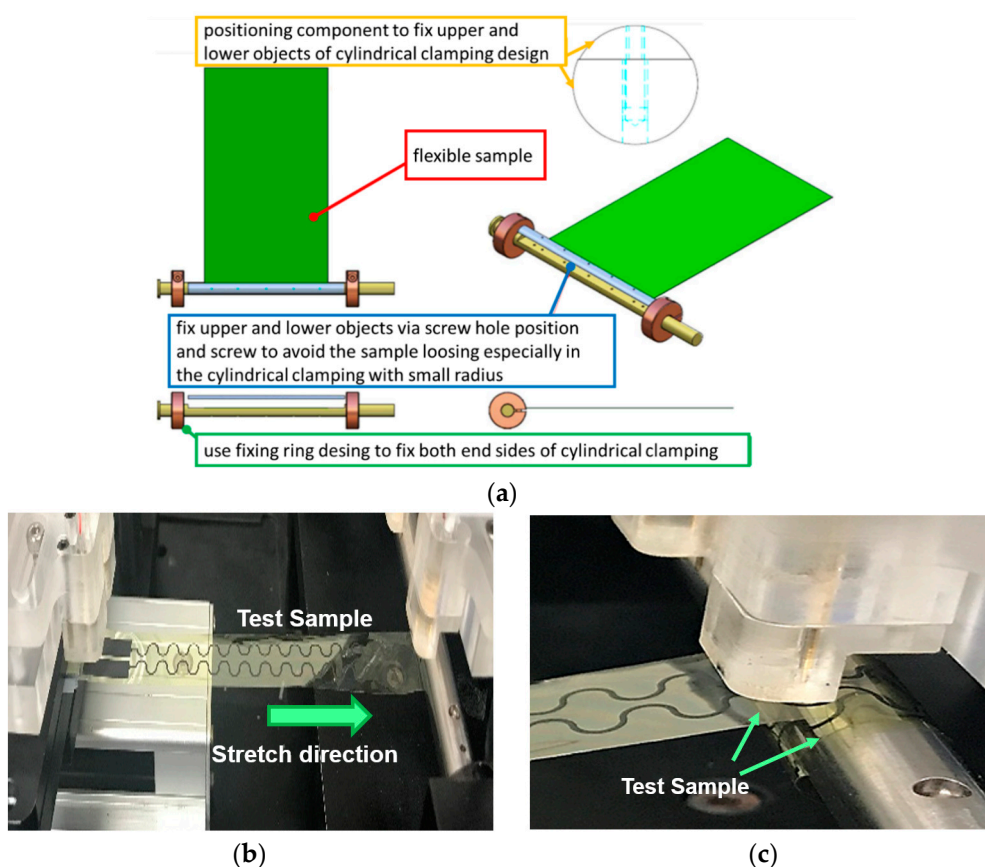 positioning component to fix upper and
lower objects of cylindrical clamping design
flexible sample
fix upper and lower objects via screw hole position
and screw to avoid the sample loosing especially in
the cylindrical clamping with small radius
use fixing ring desing to fix both end sides of cylindrical clamping
(a)
Test Sample
Stretch direction
Test Sample
(b)
(c)